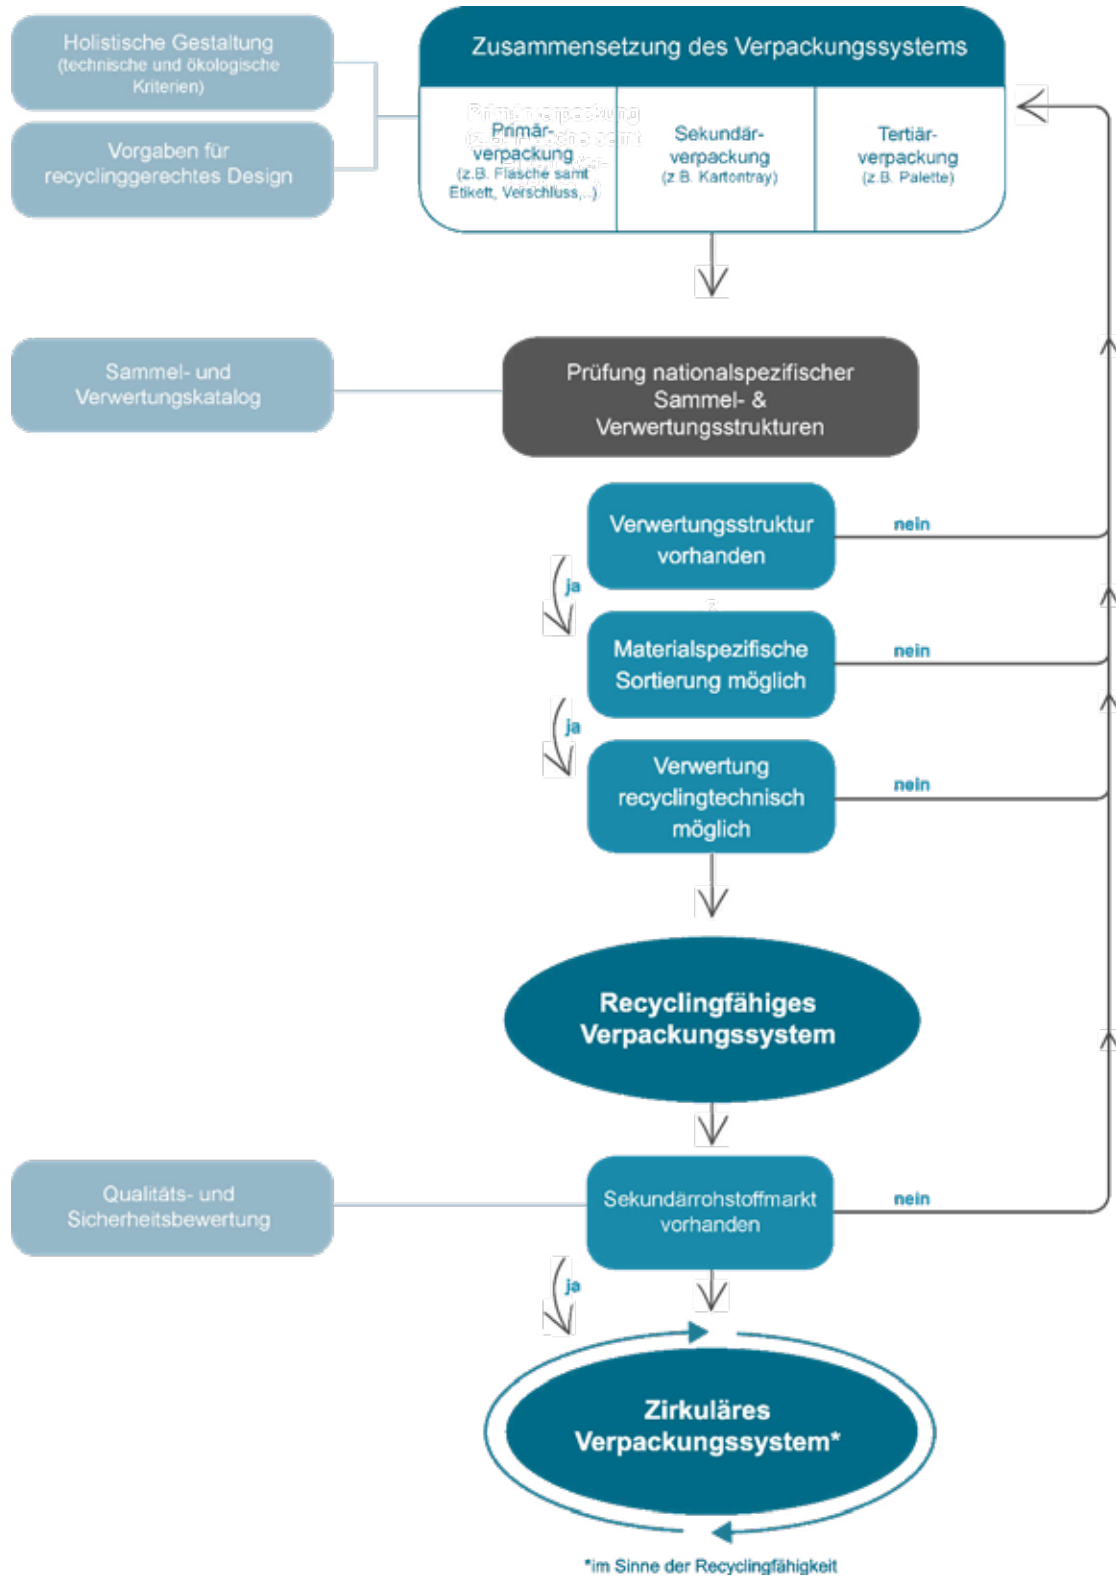 Holistische Gestaltung
(technische und ökologische
Kriterien)
Vorgaben für
recyclinggerechtes Design
Zusammensetzung des Verpackungssystems
Primär-
verpackung
(z.B. Flasche samt
Etikett, Verschluss,..)
Sekundär-
verpackung
(z.B. Kartontray)
Tertiär-
verpackung
(z.B. Palette)
Sammel- und
Verwertungskatalog
Prüfung nationalspezifischer
Sammel- &
Verwertungsstrukturen
Verwertungsstruktur
vorhanden
nein
ja
Materialspezifische
Sortierung möglich
nein
ja
Verwertung
recyclingtechnisch
möglich
nein
Recyclingfähiges
Verpackungssystem
Qualitäts- und
Sicherheitsbewertung
Sekundärrohstoffmarkt
vorhanden
nein
ja
Zirkuläres
Verpackungssystem*
*im Sinne der Recyclingfähigkeit